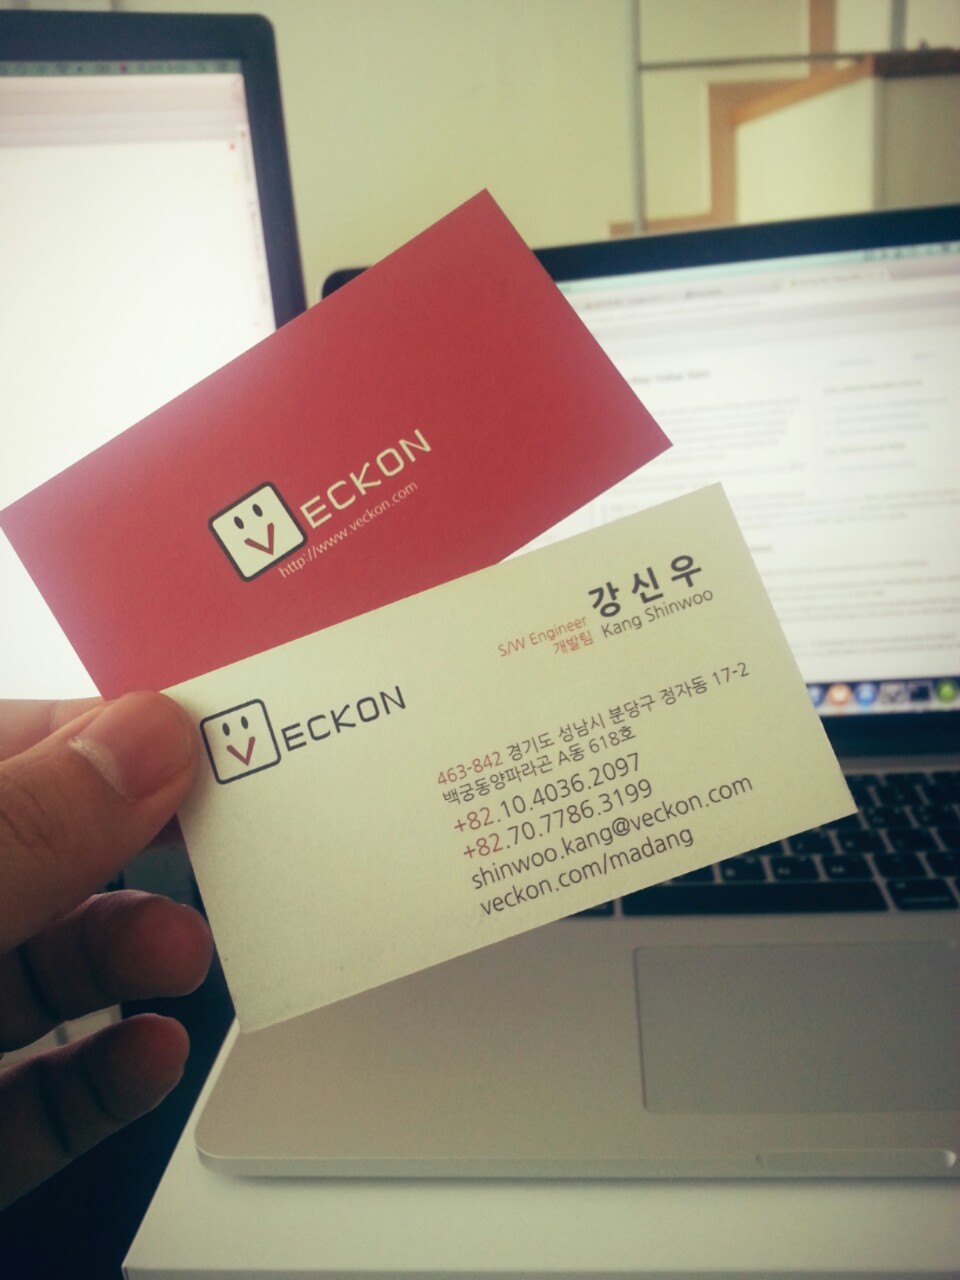 VECKON
http://www.veckon.com
강신우
S/W Engineer Kang Shinwoo
개발팀
VECKON
463-842 경기도 성남시 분당구 정자동 17-2
백궁동양파라곤 A동 618호
+82.10.4036.2097
+82.70.7786.3199
shinwoo.kang@veckon.com
veckon.com/madang